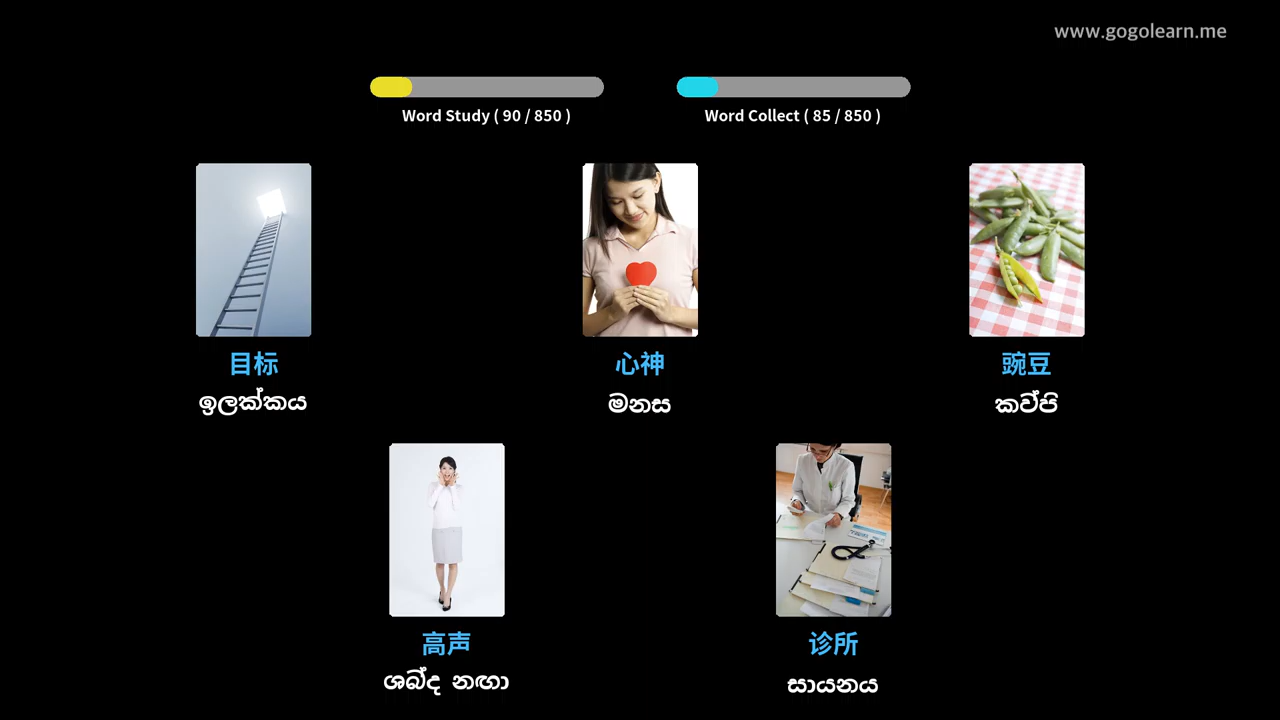 www.gogolearn.me
Word Study ( 90 / 850 )
Word Collect ( 85 / 850 )
目标
ඉලක්කය
心神
මනස
豌豆
කව්පි
高声
ශබ්ද නඟා
诊所
සායනය